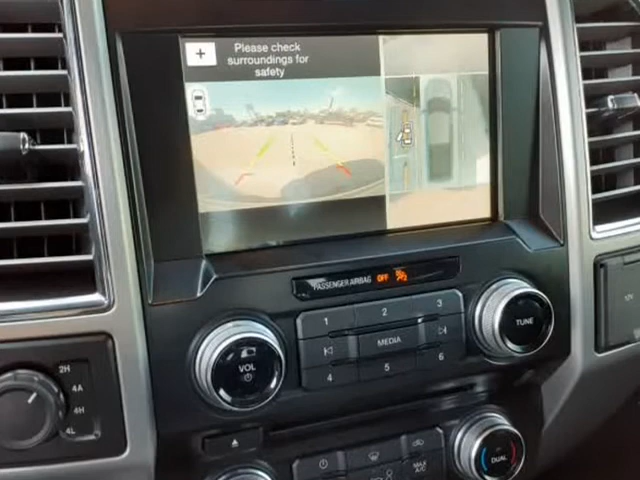 +
Please check
surroundings for
safety
PASSENGER AIRBAG OFF
1 2 3
MEDIA
4 5 6
VOL
TUNE
2H
4A
4H
4L
MAX
A/C
DUAL